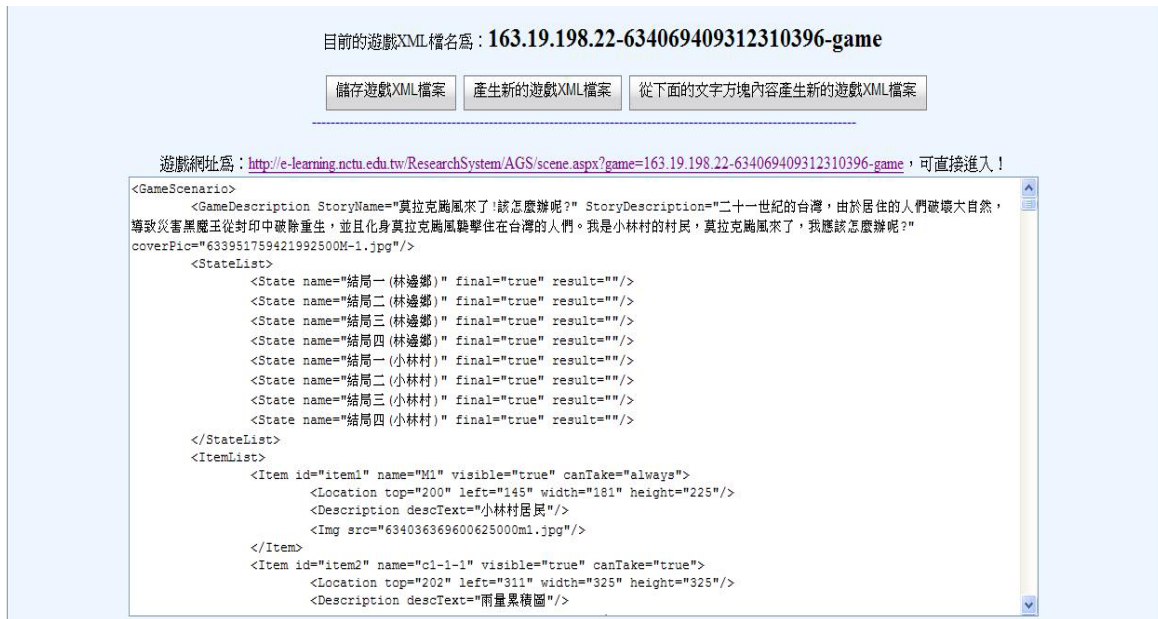 目前的遊戲XML檔名為：163.19.198.22-634069409312310396-game
儲存遊戲XML檔案 產生新的遊戲XML檔案 從下面的文字方塊內容產生新的遊戲XML檔案
遊戲網址為：http://e-learning.nctu.edu.tw/ResearchSystem/AGS/scene.aspx?game=163.19.198.22-634069409312310396-game，可直接進入！
<GameScenario>
<GameDescription StoryName="莫拉克颱風來了!該怎麼辦呢?" StoryDescription="二十一世紀的台灣，由於居住的人們破壞大自然，
導致災害黑魔王從封印中破除重生，並且化身莫拉克颱風襲擊住在台灣的人們。我是小林村的村民，莫拉克颱風來了，我應該怎麼辦呢?"
coverPic="633951759421992500M-1.jpg"/>
<StateList>
<State name="結局一(林邊鄉)" final="true" result=""/>
<State name="結局二(林邊鄉)" final="true" result=""/>
<State name="結局三(林邊鄉)" final="true" result=""/>
<State name="結局四(林邊鄉)" final="true" result=""/>
<State name="結局一(小林村)" final="true" result=""/>
<State name="結局二(小林村)" final="true" result=""/>
<State name="結局三(小林村)" final="true" result=""/>
<State name="結局四(小林村)" final="true" result=""/>
</StateList>
<ItemList>
<Item id="item1" name="M1" visible="true" canTake="always">
<Location top="200" left="145" width="181" height="225"/>
<Description descText="小林村居民"/>
<Img src="634036369600625000m1.jpg"/>
</Item>
<Item id="item2" name="c1-1-1" visible="true" canTake="true">
<Location top="202" left="311" width="325" height="325"/>
<Description descText="雨量累積圖"/>